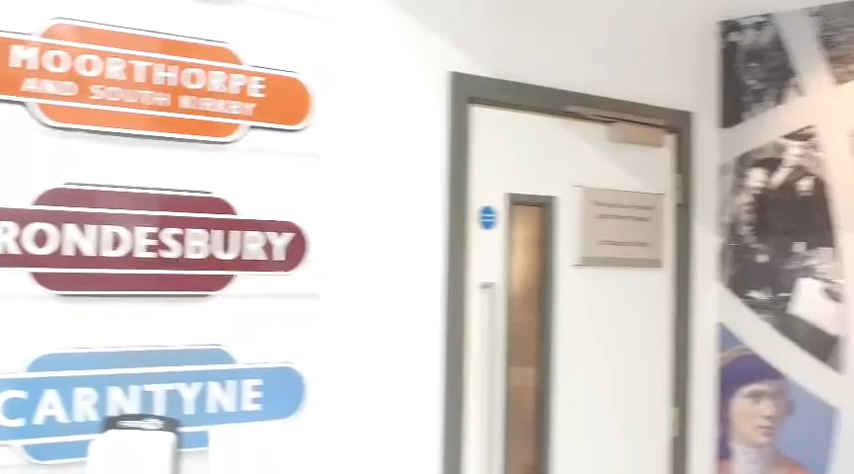 MOORTHORPE
AND SOUTH KIRKBY
RONDESBURY
CARNTYNE